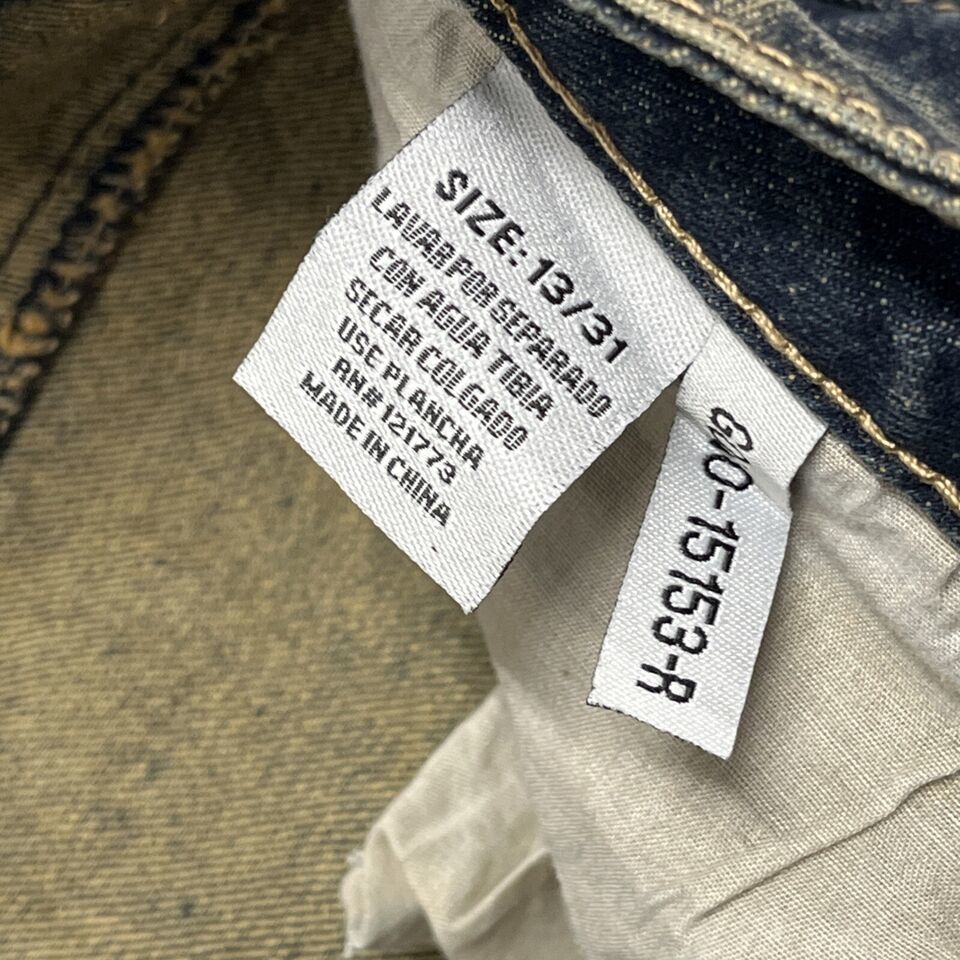 SIZE: 13/31
LAVAR POR SEPARADO
CON AGUA TIBIA
SECAR COLGADO
USE PLANCHA
RN# 121773
MADE IN CHINA
GVO-15153-R